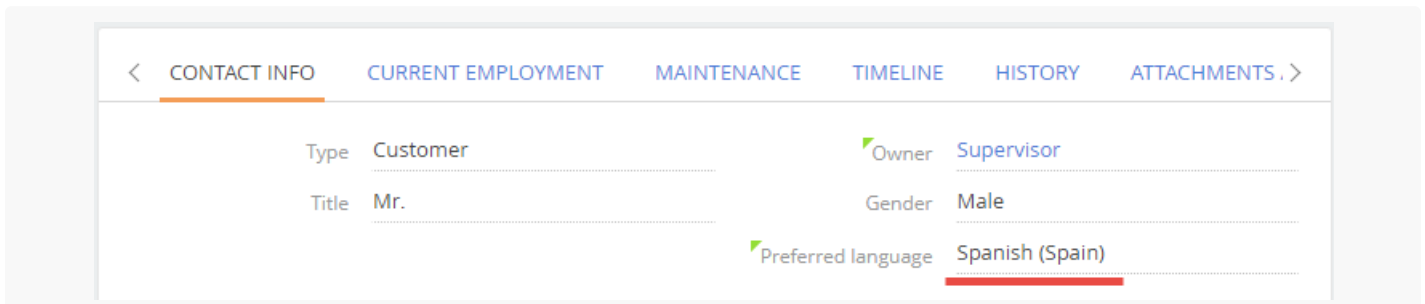 CONTACT INFO CURRENT EMPLOYMENT MAINTENANCE TIMELINE HISTORY ATTACHMENTS
Type Customer Owner Supervisor
Title Mr. Gender Male
Preferred language Spanish (Spain)